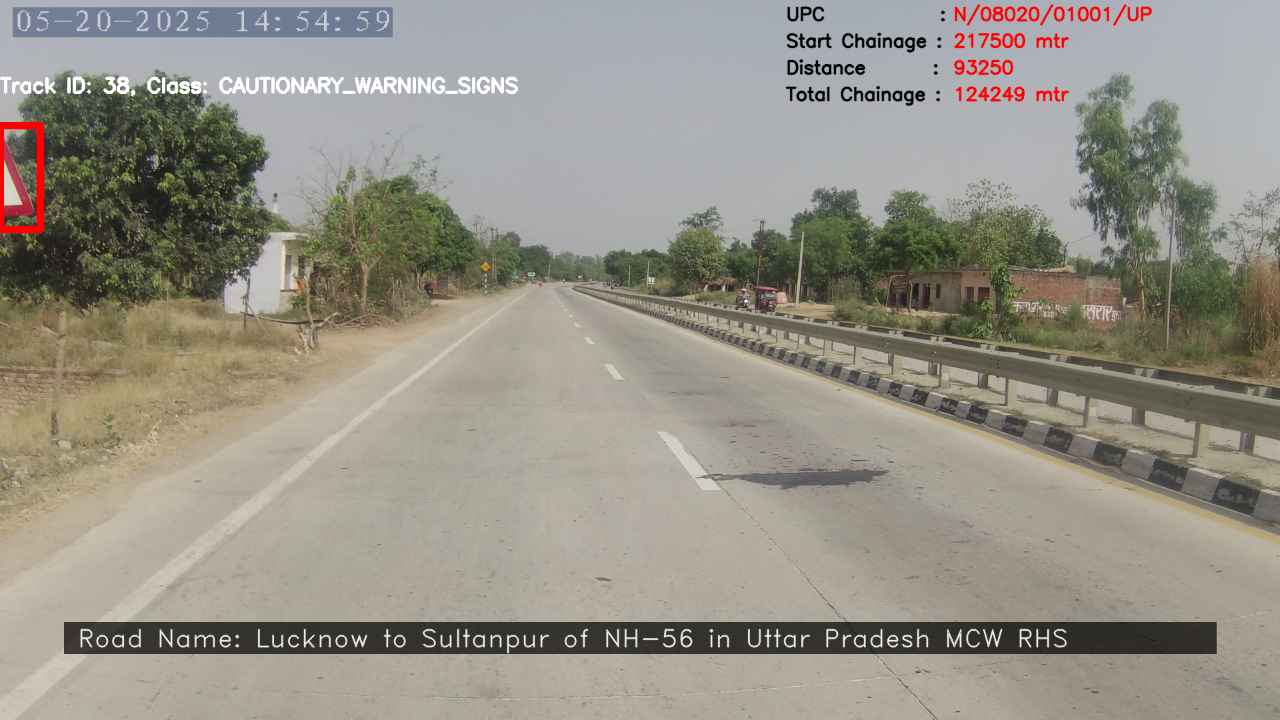 05-20-2025 14:54:59
UPC : N/08020/01001/UP
Start Chainage : 217500 mtr
Distance : 93250
Total Chainage : 124249 mtr
Track ID: 38, Class: CAUTIONARY_WARNING_SIGNS
Road Name: Lucknow to Sultanpur of NH-56 in Uttar Pradesh MCW RHS